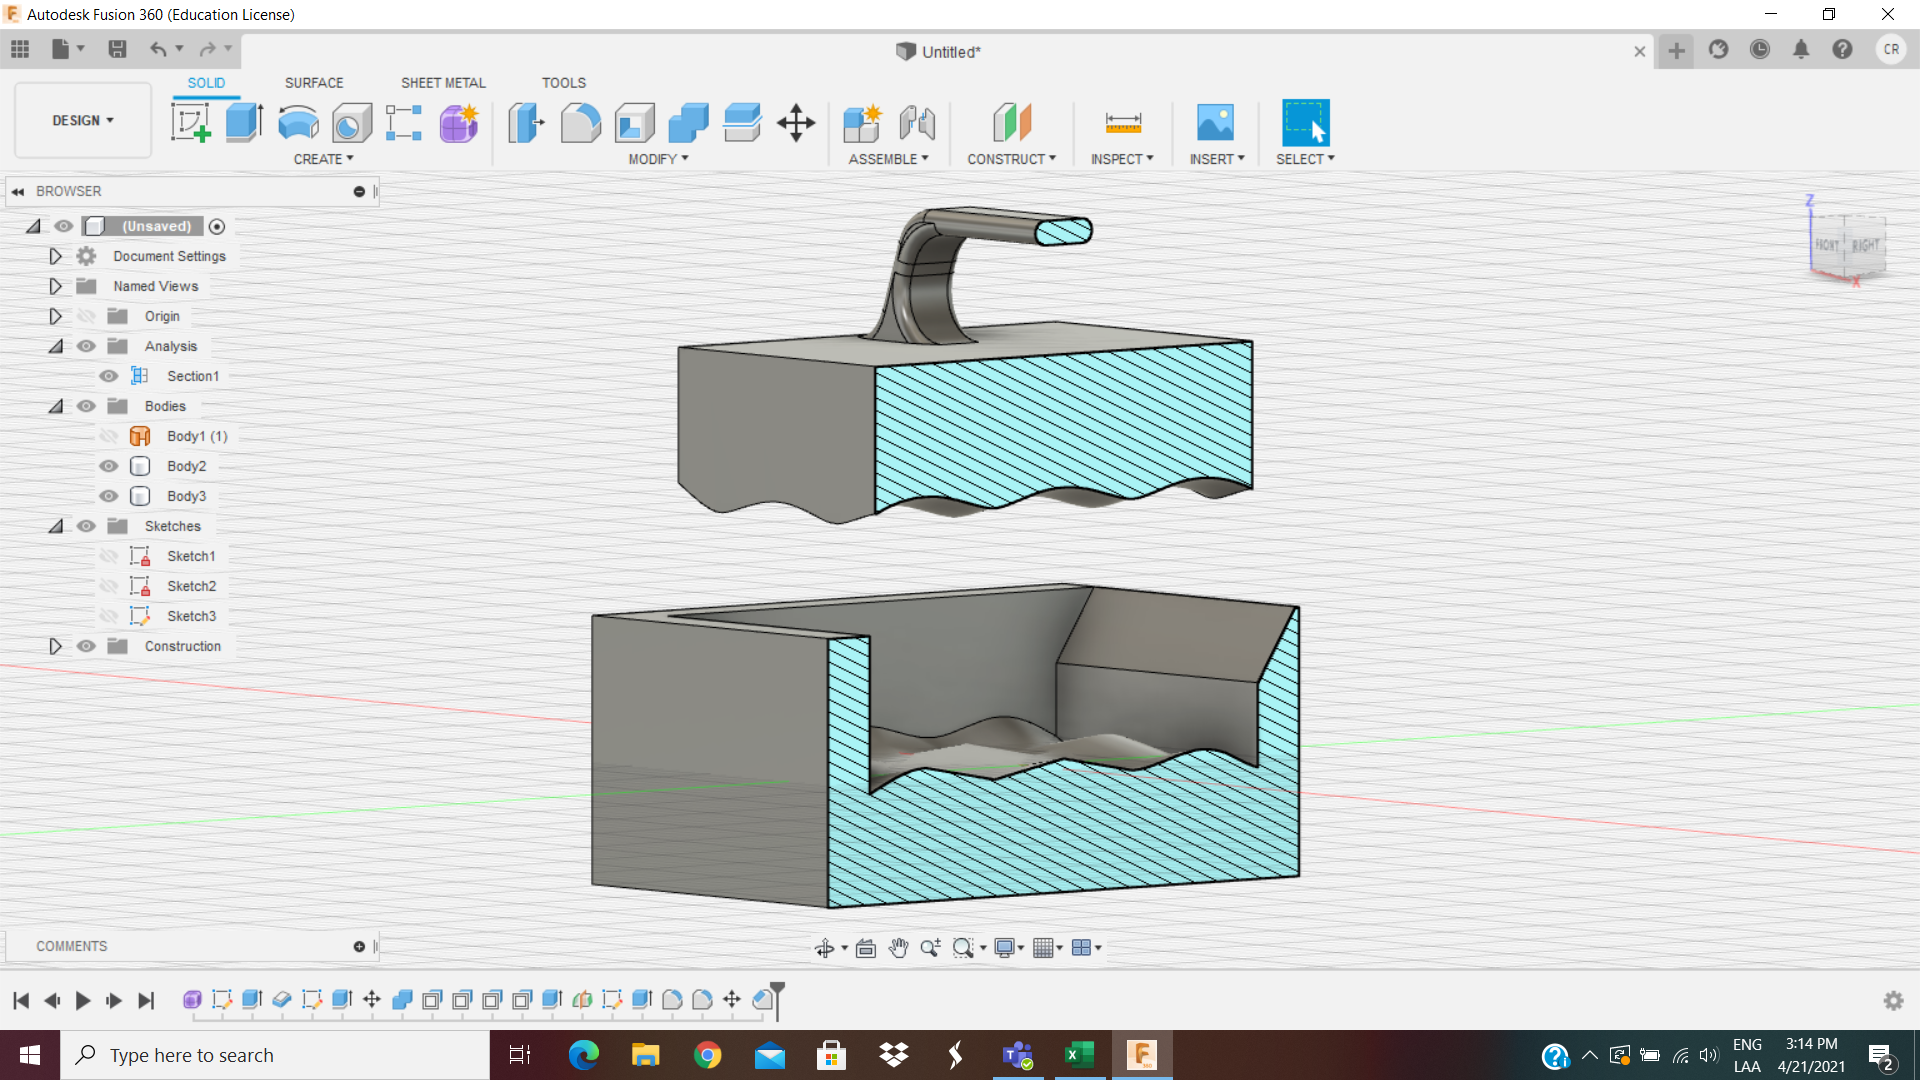 Autodesk Fusion 360 (Education License)
Untitled*
CR
SOLID SURFACE SHEET METAL TOOLS
DESIGN
CREATE MODIFY ASSEMBLE CONSTRUCT INSPECT INSERT SELECT
BROWSER
(Unsaved)
Document Settings
Named Views
Origin
Analysis
Section1
Bodies
Body1 (1)
Body2
Body3
Sketches
Sketch1
Sketch2
Sketch3
Construction
Z
FRONT RIGHT
X
COMMENTS
Type here to search
ENG
LAA
3:14 PM
4/21/2021
2